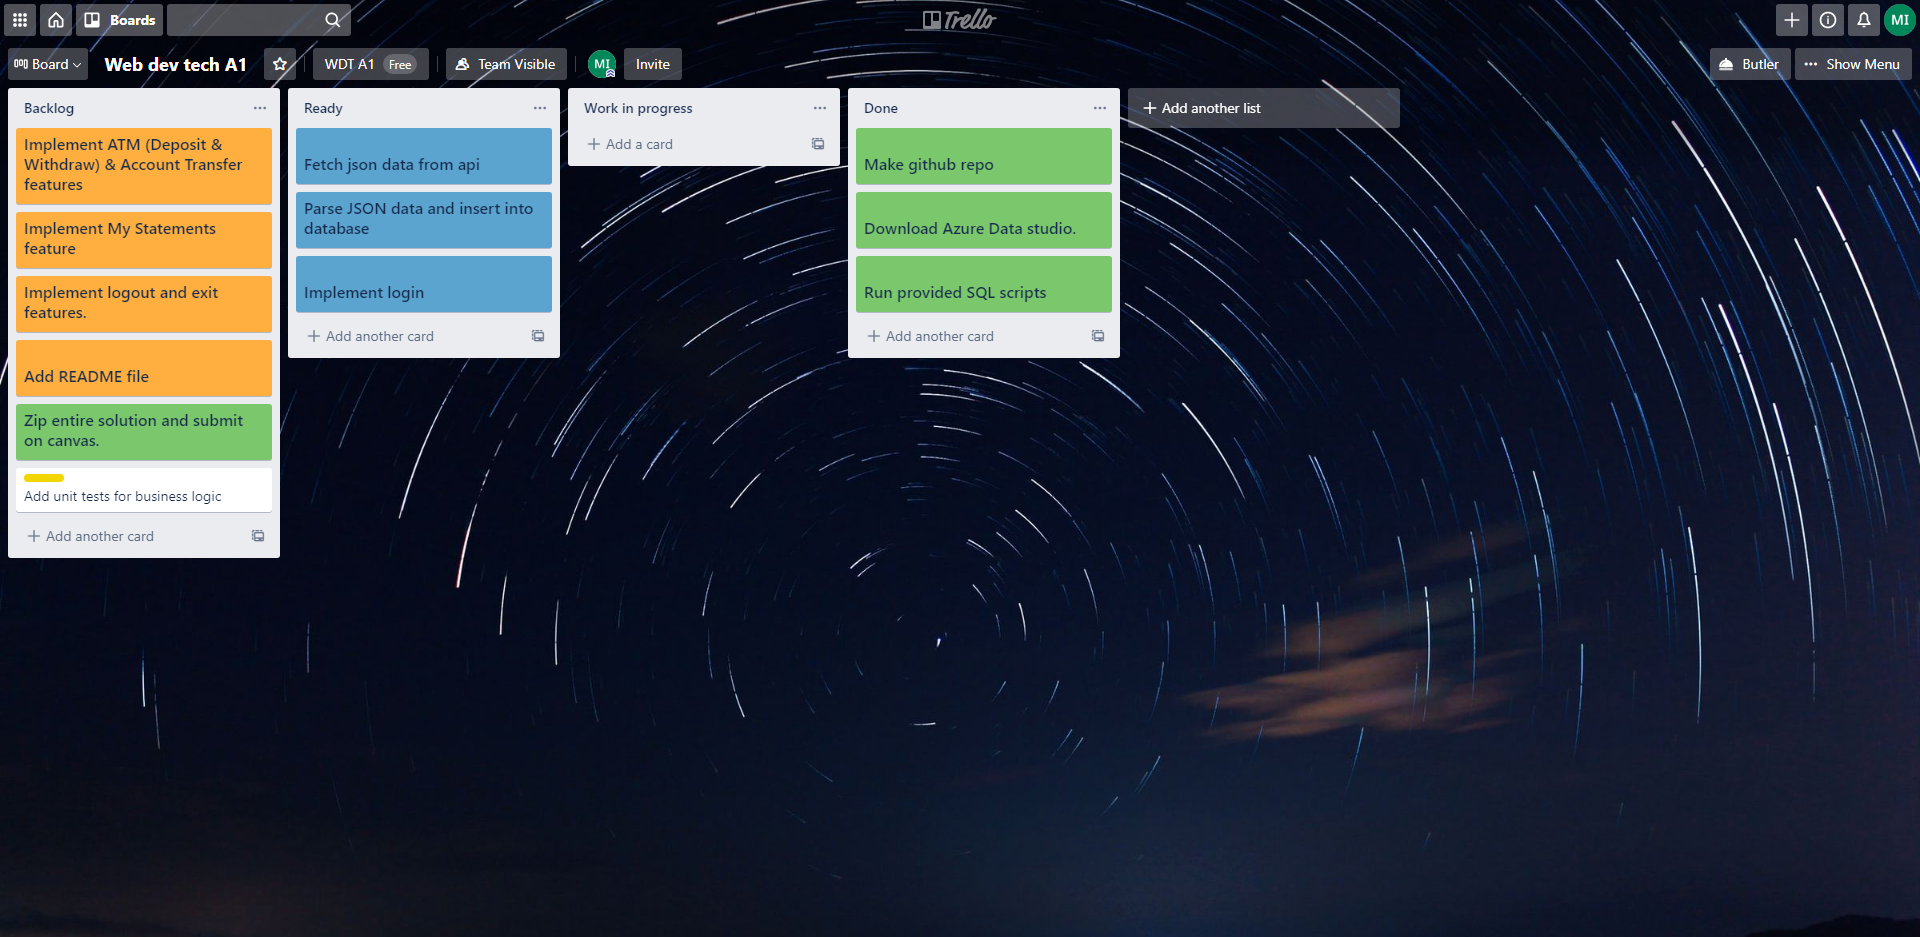 Boards
Trello
MI
Board
Web dev tech A1
WDT A1 Free
Team Visible
MI
Invite
Butler
Show Menu
Backlog
Implement ATM (Deposit &
Withdraw) & Account Transfer
features
Implement My Statements
feature
Implement logout and exit
features.
Add README file
Zip entire solution and submit
on canvas.
Add unit tests for business logic
Add another card
Ready
Fetch json data from api
Parse JSON data and insert into
database
Implement login
Add another card
Work in progress
Add a card
Done
Make github repo
Download Azure Data studio.
Run provided SQL scripts
Add another card
Add another list